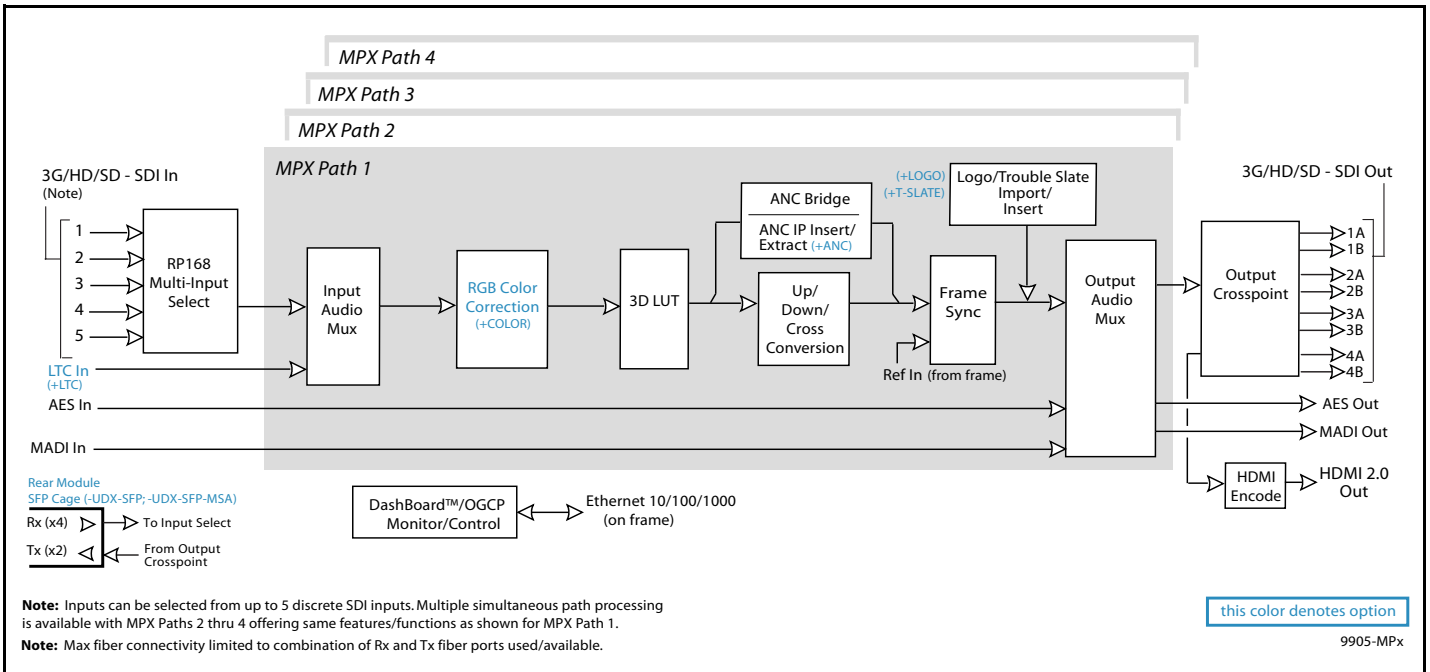 MPX Path 4
MPX Path 3
MPX Path 2
MPX Path 1
3G/HD/SD - SDI In
(Note)
1
2
3
4
5
LTC In
(+LTC)
AES In
MADI In
RP168
Multi-Input
Select
Input
Audio
Mux
RGB Color
Correction
(+COLOR)
3D LUT
ANC Bridge
ANC IP Insert/
Extract (+ANC)
Up/
Down/
Cross
Conversion
(+LOGO)
(+T-SLATE)
Logo/Trouble Slate
Import/
Insert
Frame
Sync
Ref In (from frame)
Output
Audio
Mux
3G/HD/SD - SDI Out
Output
Crosspoint
1A
1B
2A
2B
3A
3B
4A
4B
AES Out
MADI Out
HDMI
Encode
HDMI 2.0
Out
Rear Module
SFP Cage (-UDX-SFP; -UDX-SFP-MSA)
Rx (x4)
To Input Select
Tx (x2)
From Output
Crosspoint
DashBoard™/OGCP
Monitor/Control
Ethernet 10/100/1000
(on frame)
Note: Inputs can be selected from up to 5 discrete SDI inputs. Multiple simultaneous path processing
is available with MPX Paths 2 thru 4 offering same features/functions as shown for MPX Path 1.
Note: Max fiber connectivity limited to combination of Rx and Tx fiber ports used/available.
this color denotes option
9905-MPx